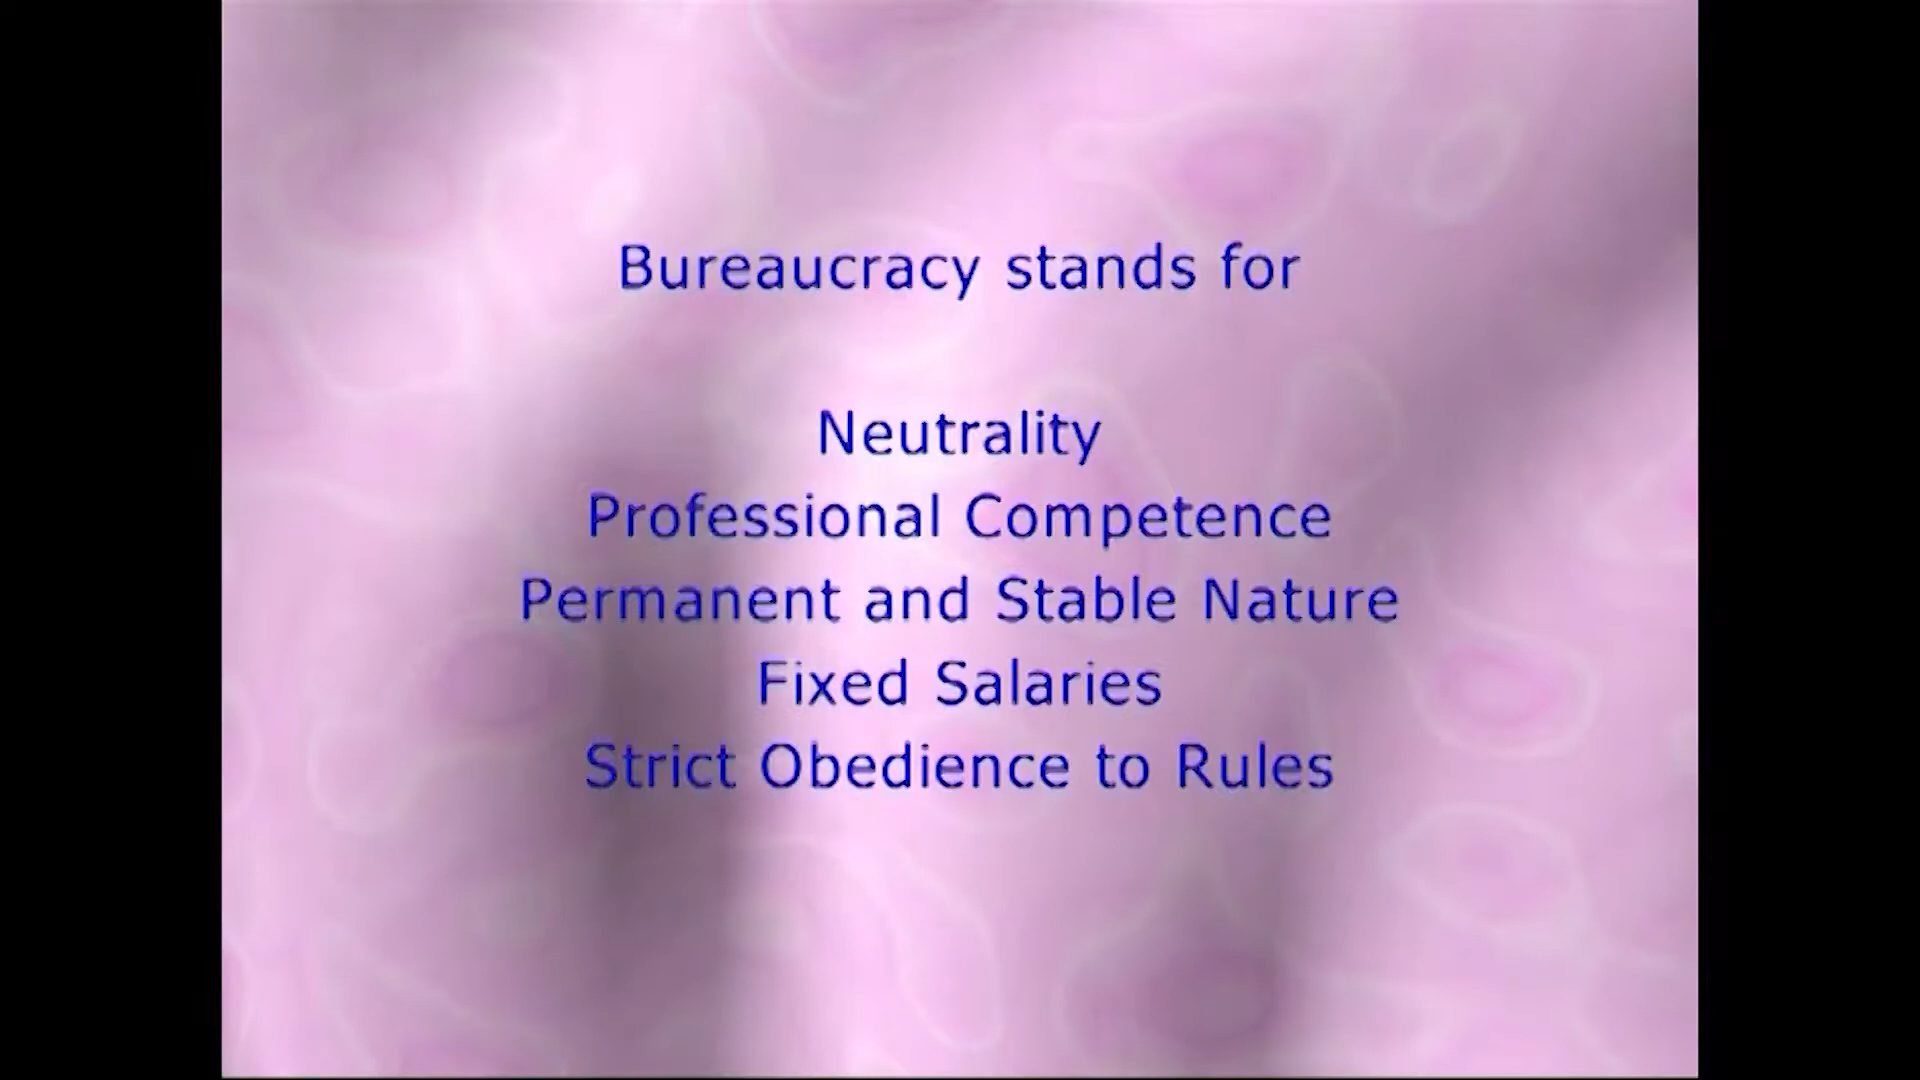 Bureaucracy stands for
Neutrality
Professional Competence
Permanent and Stable Nature
Fixed Salaries
Strict Obedience to Rules